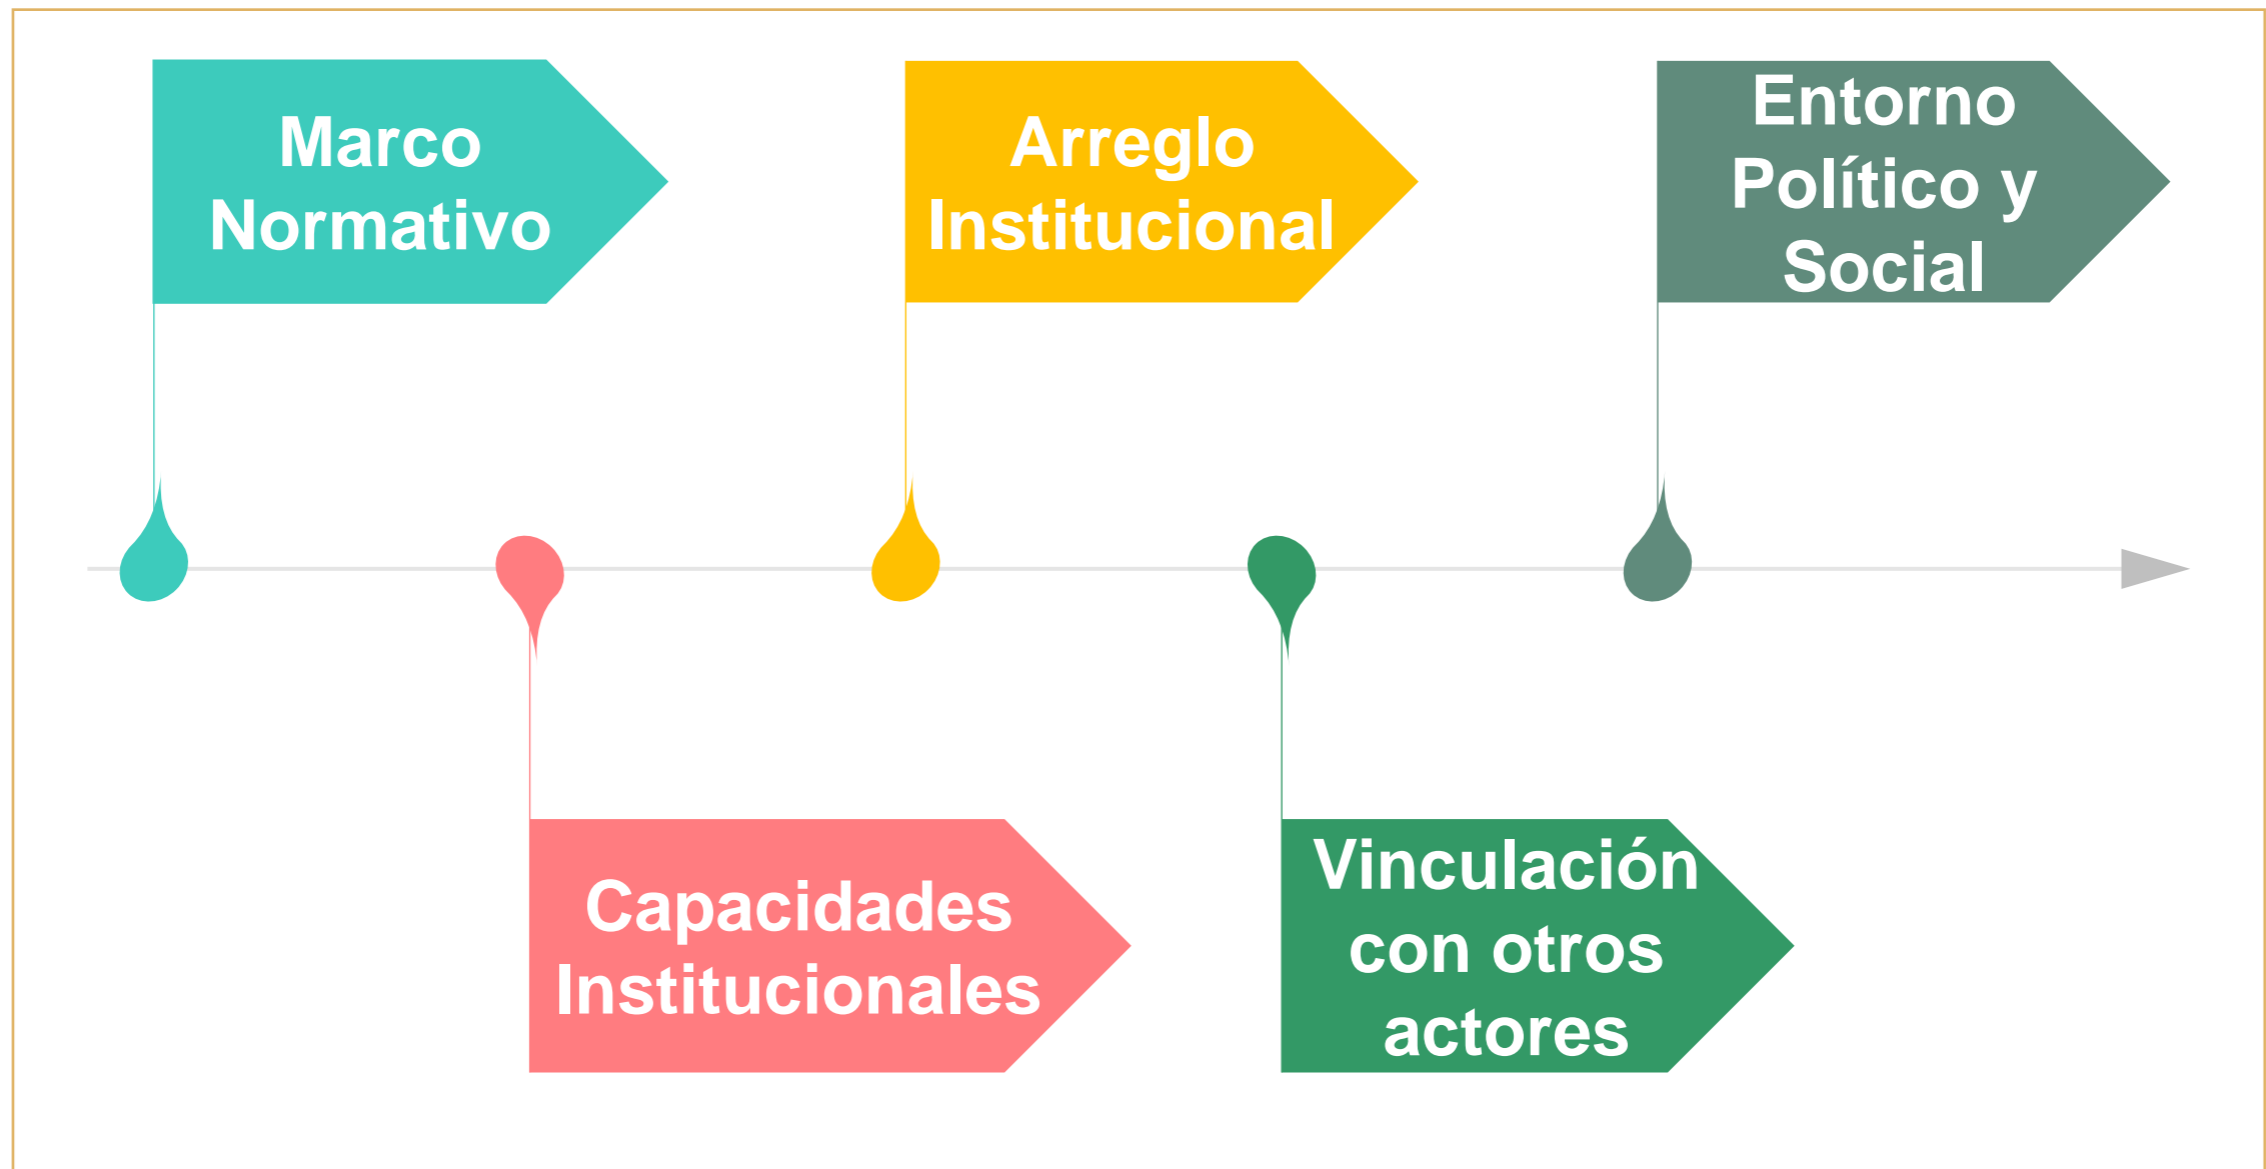 Marco
Normativo
Arreglo
Institucional
Entorno
Político y
Social
Capacidades
Institucionales
Vinculación
con otros
actores